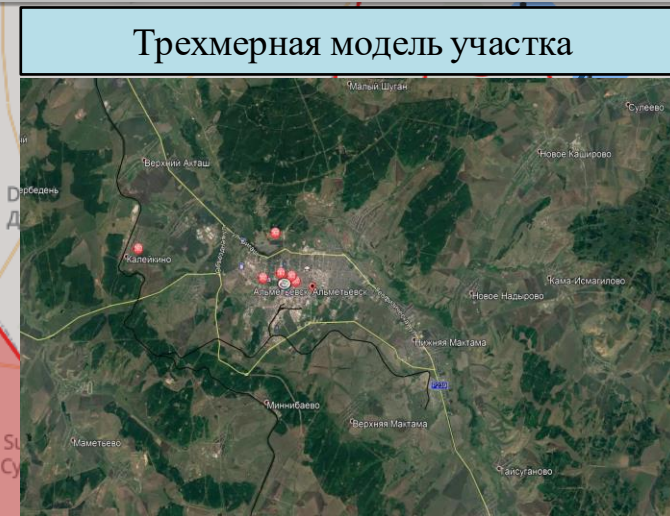 Трехмерная модель участка
Малый Шуган
Сулеево
Новое Каширово
Верхний Акташ
Калейкино
Альметьевск
Альметьевск
Кама-Исмагилово
Новое Надырово
Нижняя Мактама
Миннибаево
Верхняя Мактама
Маметьево
Тайсуганово